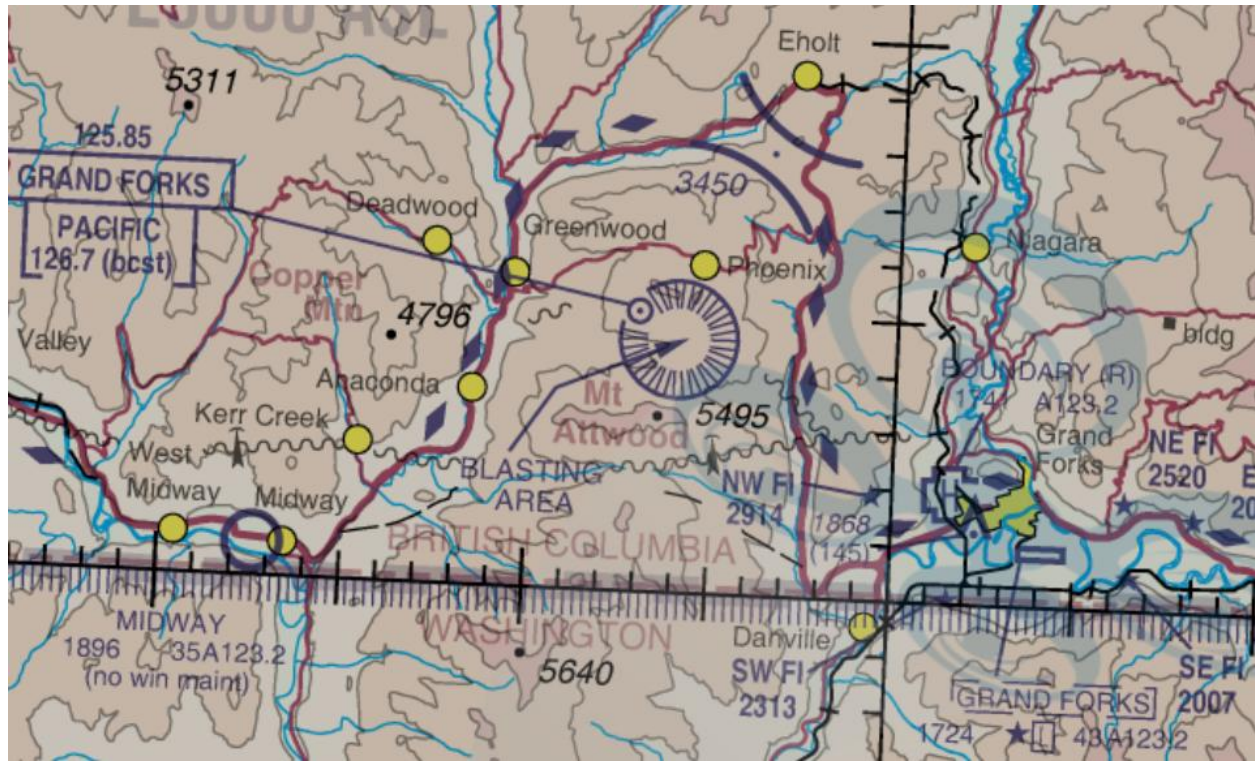 L5000 ASL
5311
Eholt
125.85
GRAND FORKS
PACIFIC
126.7 (bcst)
Deadwood
Greenwood
3450
Niagara
Phoenix
Copper
Mtn
4796
Valley
bldg
Anaconda
BOUNDARY (R)
1741 A123.2
Mt
Attwood
5495
Kerr Creek
Grand
Forks
NE FI
2520
West
Midway
Midway
BLASTING
AREA
NW FI
2914
1868
(145)
H
BRITISH COLUMBIA
WASHINGTON
MIDWAY
1896 35A123.2
(no win maint)
5640
Danville
SW FI
2313
SE FI
2007
GRAND FORKS
1724 L 43A123.2